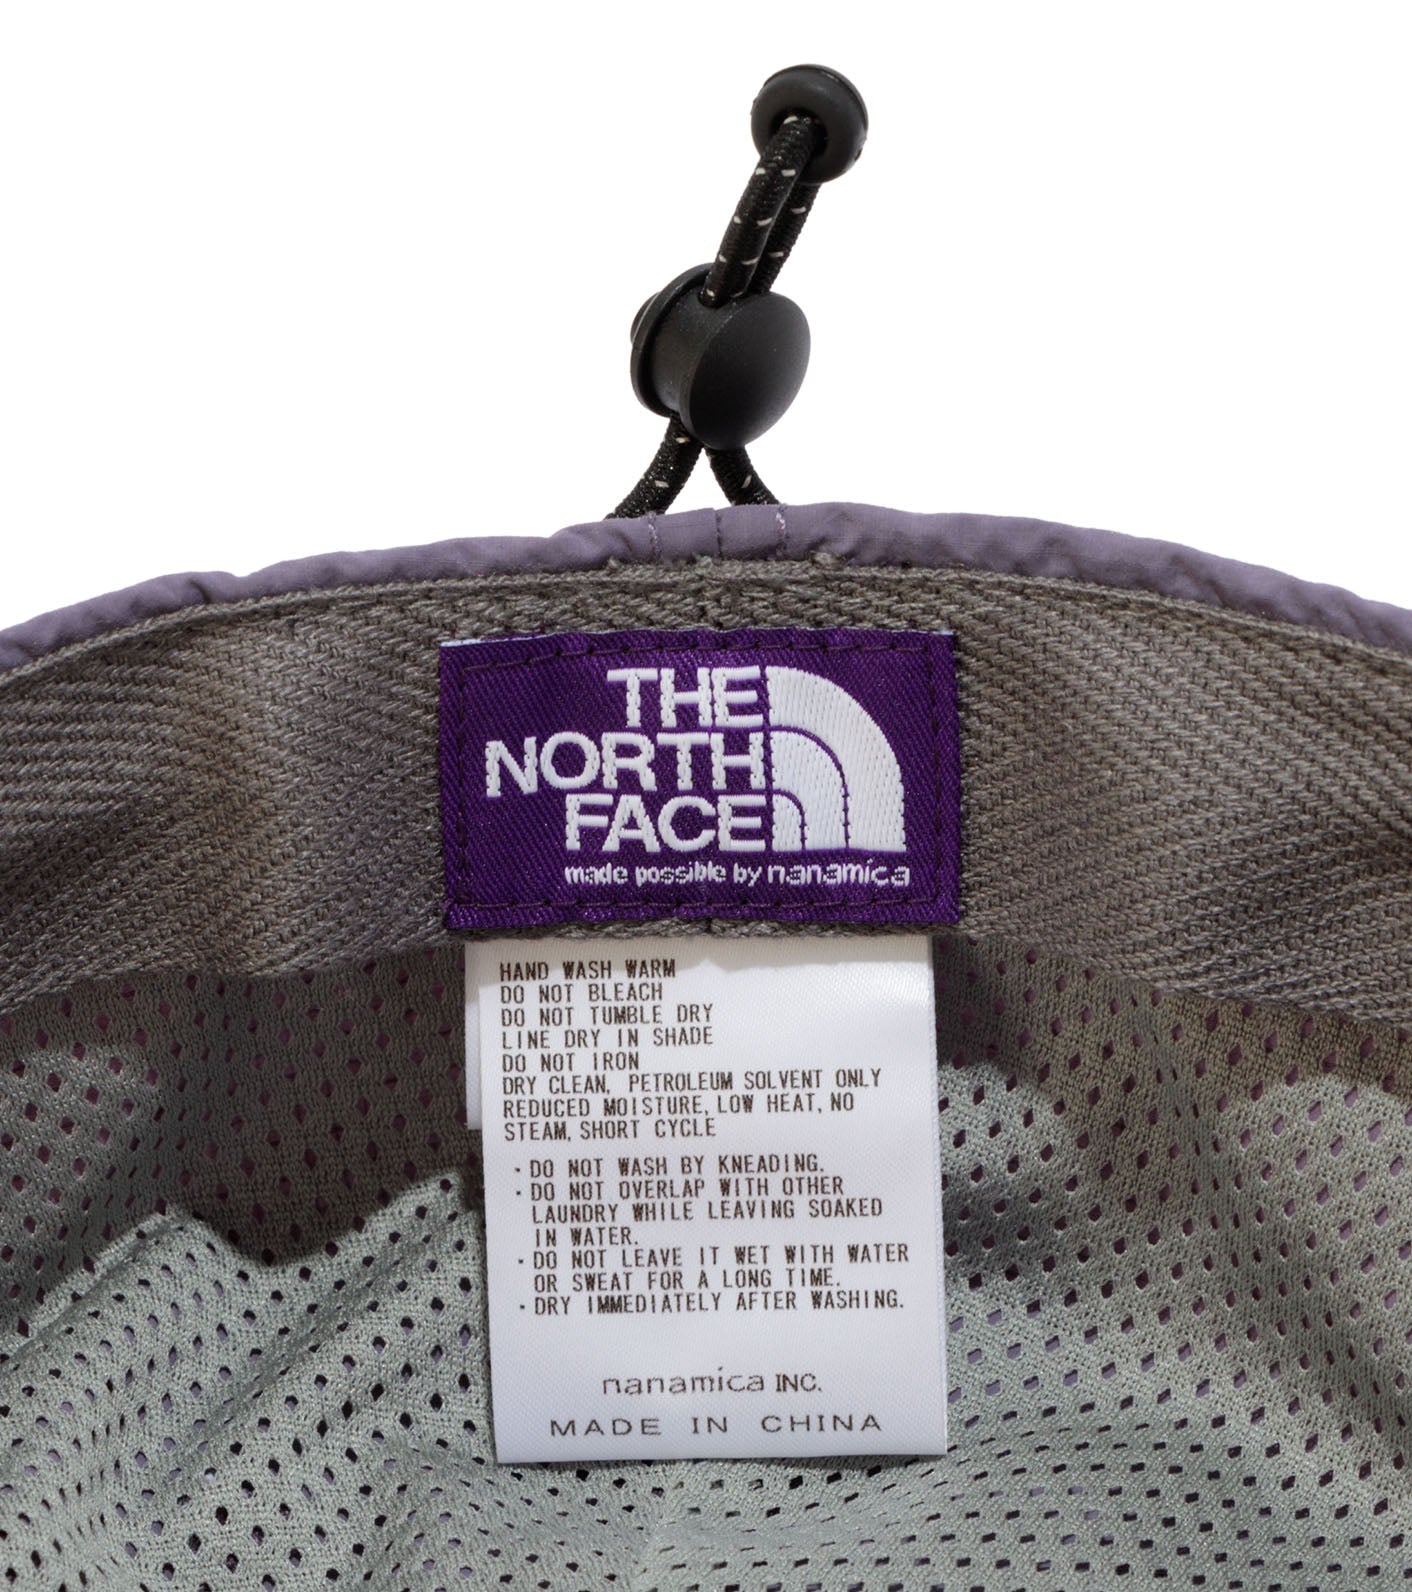 THE
NORTH
FACE
made possible by nanamica
HAND WASH WARM
DO NOT BLEACH
DO NOT TUMBLE DRY
LINE DRY IN SHADE
DO NOT IRON
DRY CLEAN, PETROLEUM SOLVENT ONLY
REDUCED MOISTURE, LOW HEAT, NO
STEAM, SHORT CYCLE
・DO NOT WASH BY KNEADING.
・DO NOT OVERLAP WITH OTHER
LAUNDRY WHILE LEAVING SOAKED
IN WATER.
・DO NOT LEAVE IT WET WITH WATER
OR SWEAT FOR A LONG TIME.
・DRY IMMEDIATELY AFTER WASHING.
nanamica INC.
MADE IN CHINA